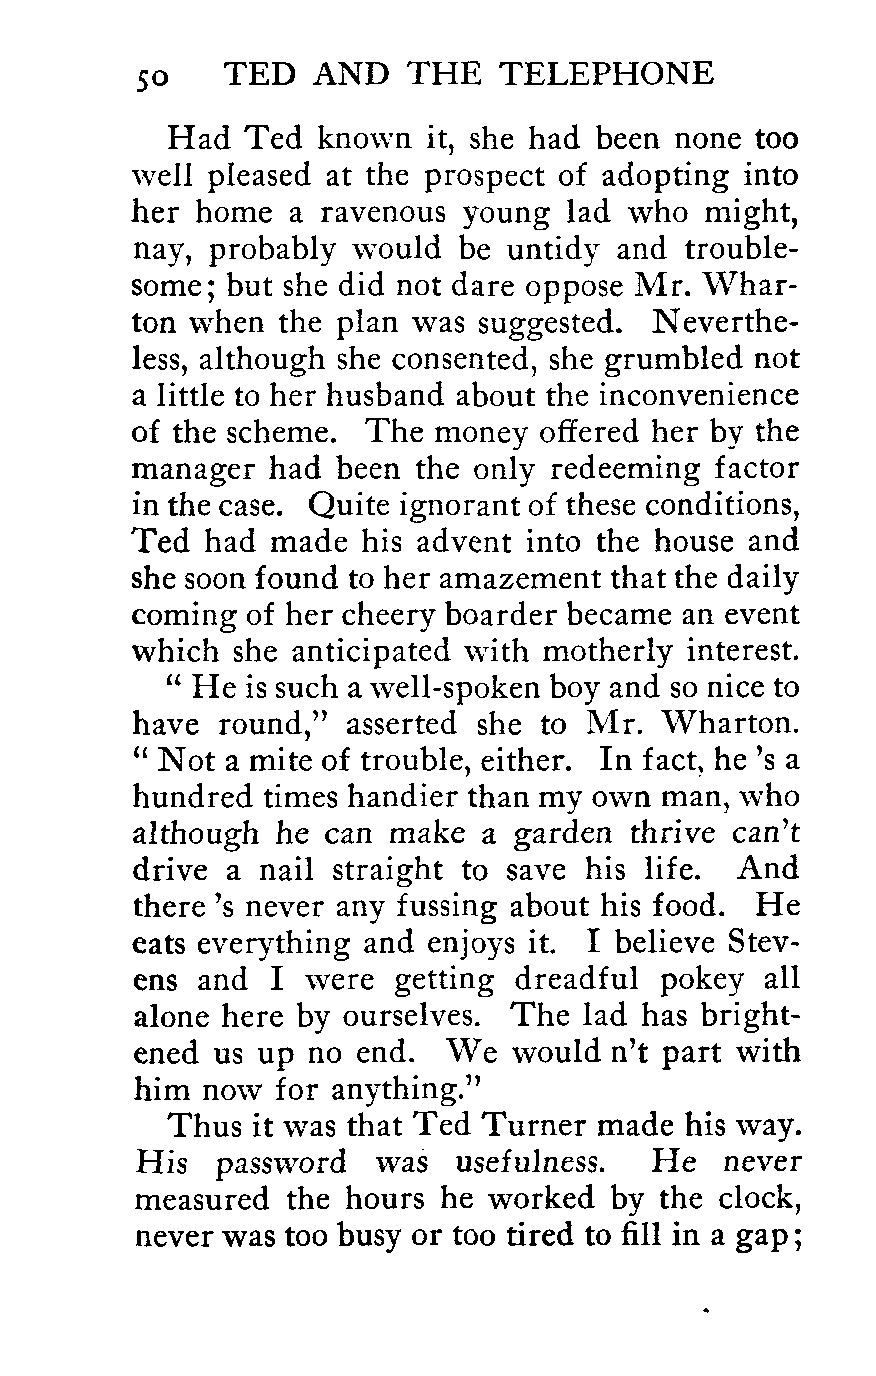 50 TED AND THE TELEPHONE
Had Ted known it, she had been none too
well pleased at the prospect of adopting into
her home a ravenous young lad who might,
nay, probably would be untidy and trouble-
some; but she did not dare oppose Mr. Whar-
ton when the plan was suggested. Neverthe-
less, although she consented, she grumbled not
a little to her husband about the inconvenience
of the scheme. The money offered her by the
manager had been the only redeeming factor
in the case. Quite ignorant of these conditions,
Ted had made his advent into the house and
she soon found to her amazement that the daily
coming of her cheery boarder became an event
which she anticipated with motherly interest.
“ He is such a well-spoken boy and so nice to
have round,” asserted she to Mr. Wharton.
“ Not a mite of trouble, either. In fact, he ’s a
hundred times handier than my own man, who
although he can make a garden thrive can’t
drive a nail straight to save his life. And
there ’s never any fussing about his food. He
eats everything and enjoys it. I believe Stev-
ens and I were getting dreadful pokey all
alone here by ourselves. The lad has bright-
ened us up no end. We would n’t part with
him now for anything.”
Thus it was that Ted Turner made his way.
His password was usefulness. He never
measured the hours he worked by the clock,
never was too busy or too tired to fill in a gap;